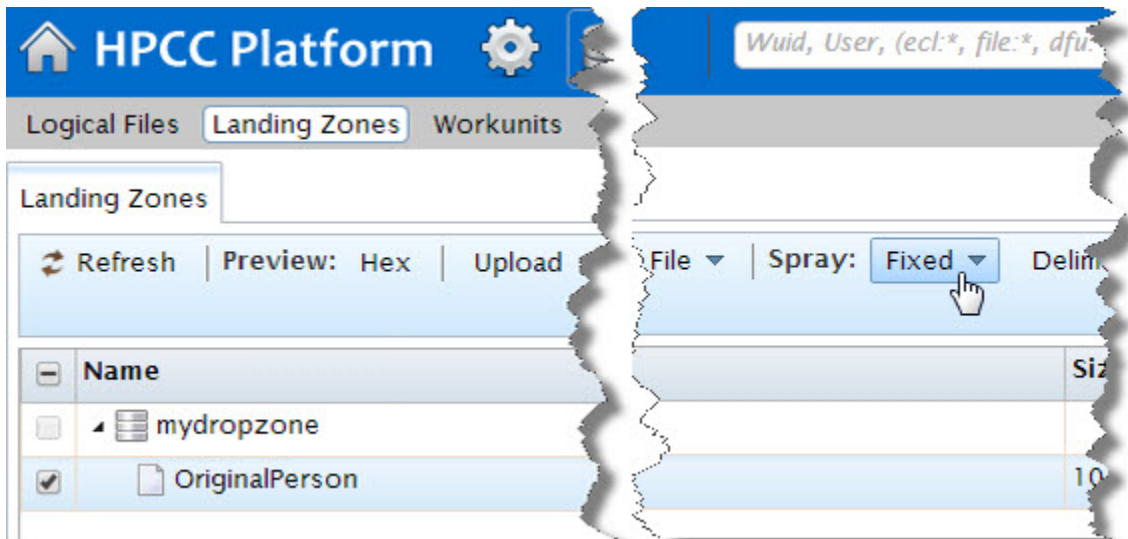 HPCC Platform Wuid, User, (ecl:*, file:*, dfu:
Logical Files Landing Zones Workunits
Landing Zones
Refresh | Preview: Hex | Upload File | Spray: Fixed
Name
mydropzone
OriginalPerson